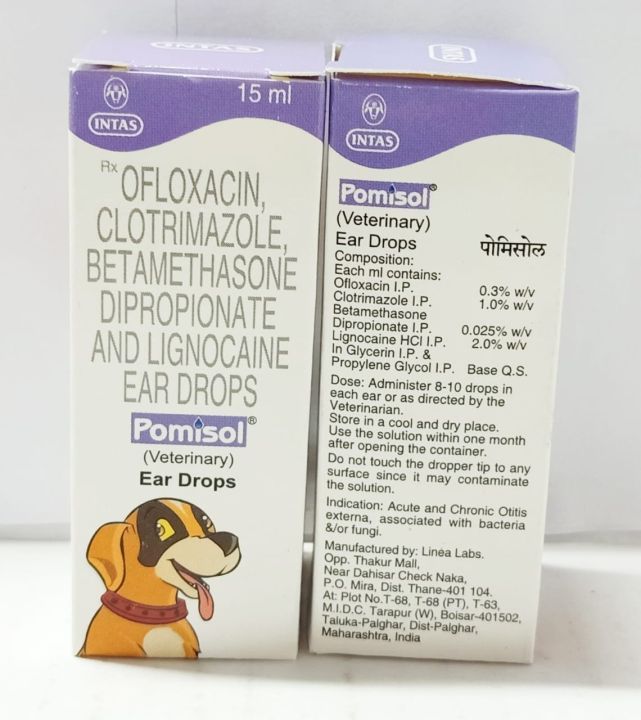 INTAS
INTAS
15 ml
INTAS
Rx
OFLOXACIN,
CLOTRIMAZOLE,
BETAMETHASONE
DIPROPIONATE
AND LIGNOCAINE
EAR DROPS
Pomisol®
(Veterinary)
Ear Drops
INTAS
Pomisol®
(Veterinary)
Ear Drops पोमिसोल
Composition:
Each ml contains:
Ofloxacin I.P. 0.3% w/v
Clotrimazole I.P. 1.0% w/v
Betamethasone
Dipropionate I.P. 0.025% w/v
Lignocaine HCl I.P. 2.0% w/v
In Glycerin I.P. &
Propylene Glycol I.P. Base Q.S.
Dose: Administer 8-10 drops in
each ear or as directed by the
Veterinarian.
Store in a cool and dry place.
Use the solution within one month
after opening the container.
Do not touch the dropper tip to any
surface since it may contaminate
the solution.
Indication: Acute and Chronic Otitis
externa, associated with bacteria
&/or fungi.
Manufactured by: Linea Labs.
Opp. Thakur Mall,
Near Dahisar Check Naka,
P.O. Mira, Dist. Thane-401 104.
At: Plot No.T-68, T-68 (PT), T-63,
M.I.D.C. Tarapur (W), Boisar-401502,
Taluka-Palghar, Dist-Palghar,
Maharashtra, India